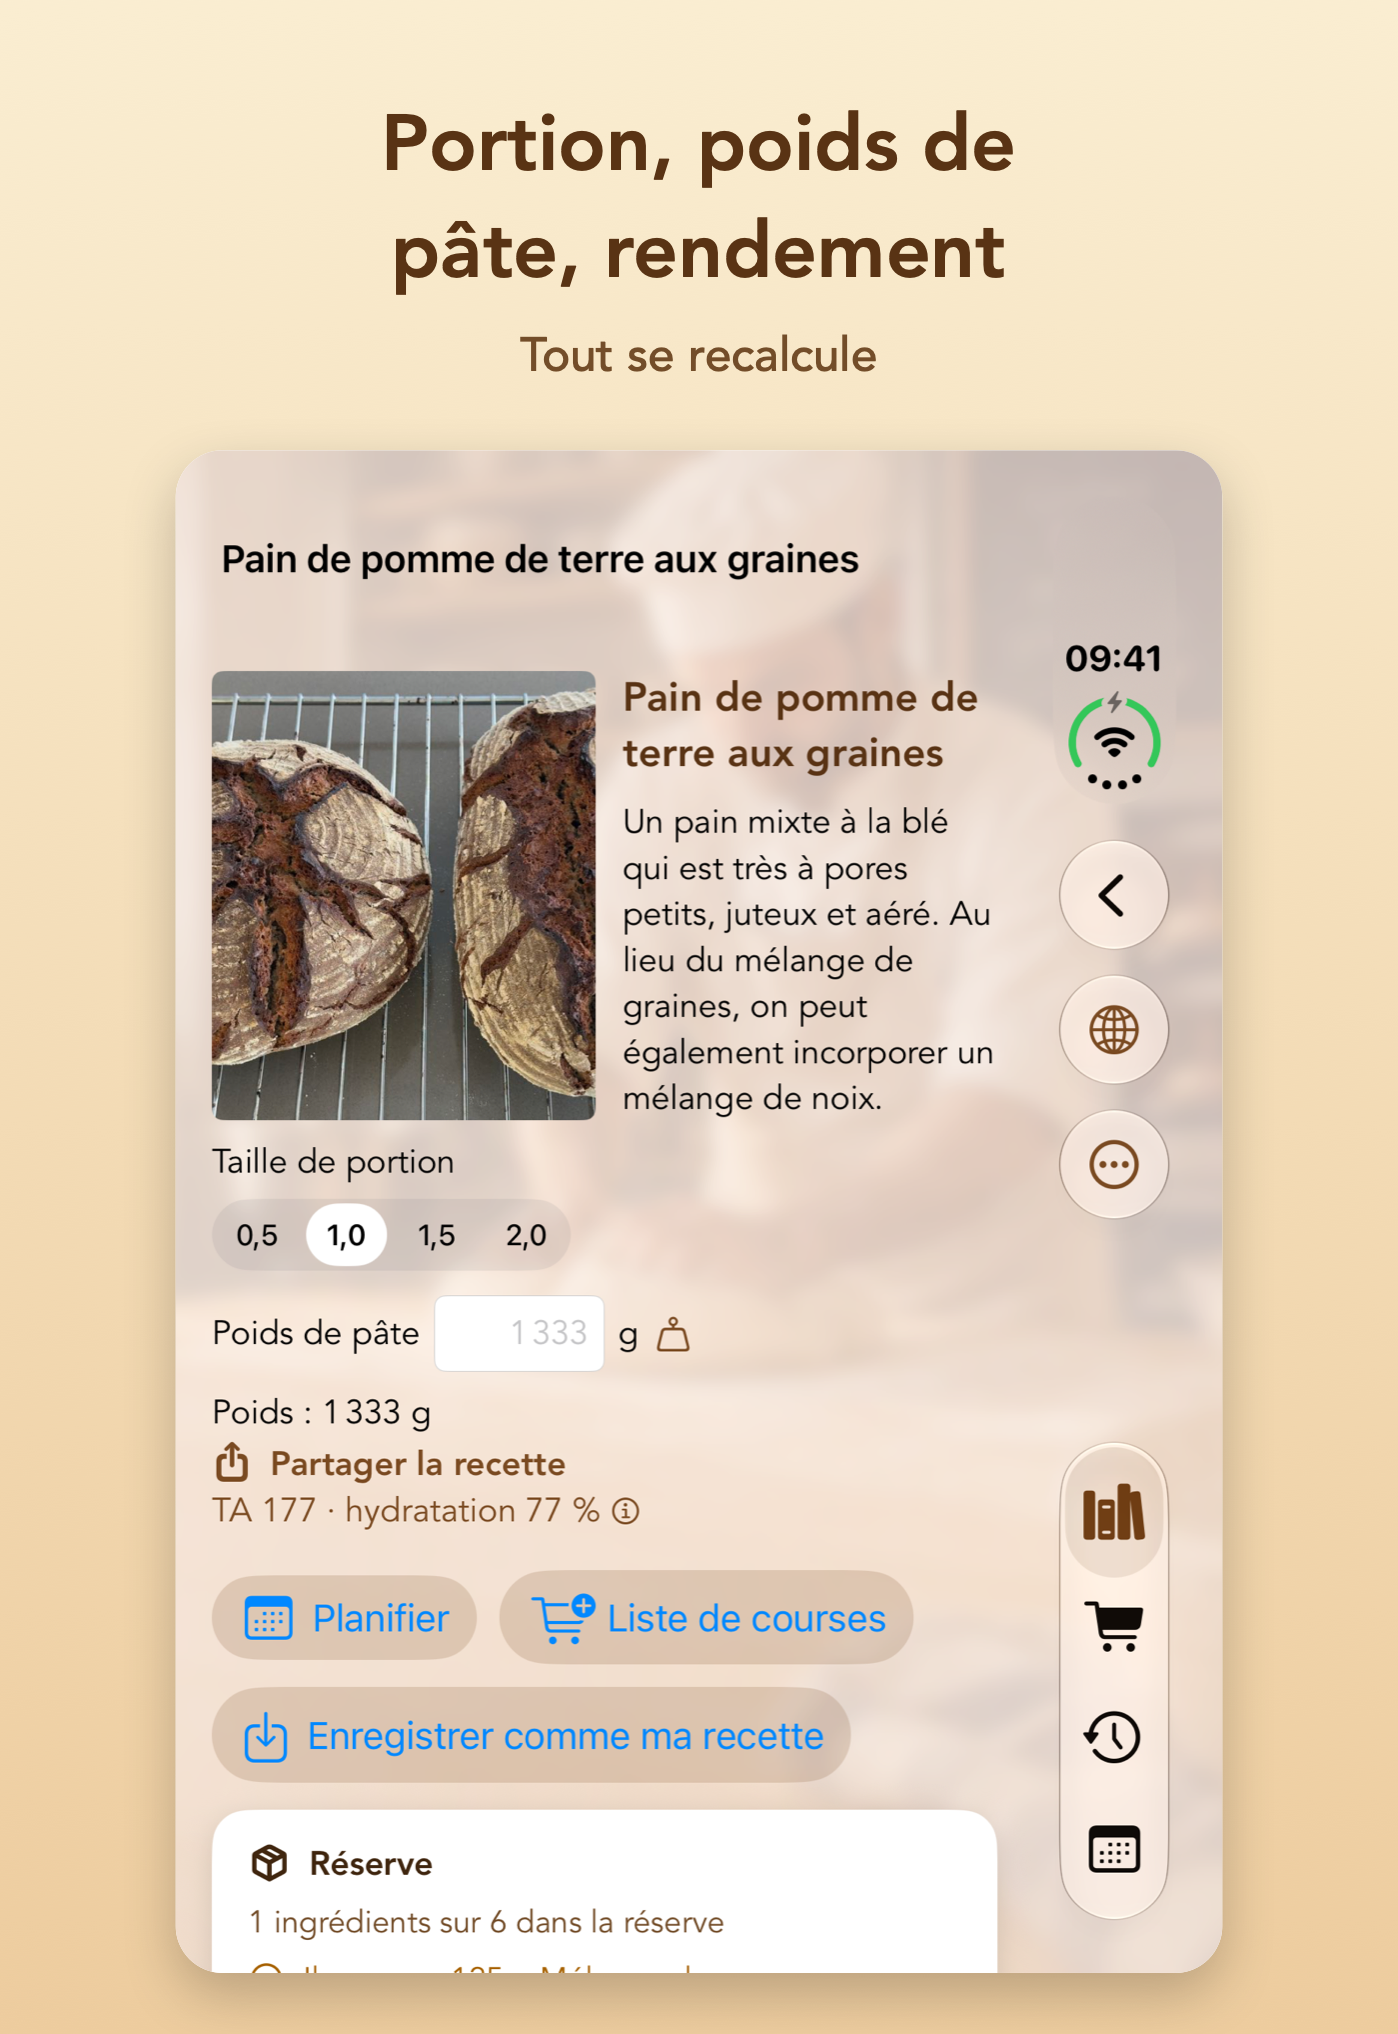 Portion, poids de
pâte, rendement
Tout se recalcule
Pain de pomme de terre aux graines
09:41
Pain de pomme de
terre aux graines
Un pain mixte à la blé
qui est très à pores
petits, juteux et aéré. Au
lieu du mélange de
graines, on peut
également incorporer un
mélange de noix.
Taille de portion
0,5 1,0 1,5 2,0
Poids de pâte 1 333 g
Poids : 1 333 g
Partager la recette
TA 177 · hydratation 77 %
Planifier
Liste de courses
Enregistrer comme ma recette
Réserve
1 ingrédients sur 6 dans la réserve